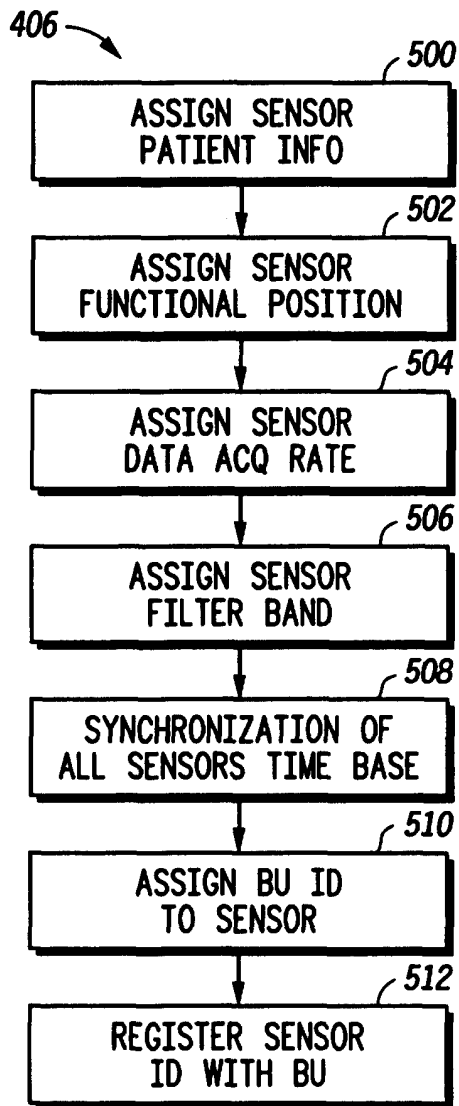 406
500
ASSIGN SENSOR
PATIENT INFO
502
ASSIGN SENSOR
FUNCTIONAL POSITION
504
ASSIGN SENSOR
DATA ACQ RATE
506
ASSIGN SENSOR
FILTER BAND
508
SYNCHRONIZATION OF
ALL SENSORS TIME BASE
510
ASSIGN BU ID
TO SENSOR
512
REGISTER SENSOR
ID WITH BU